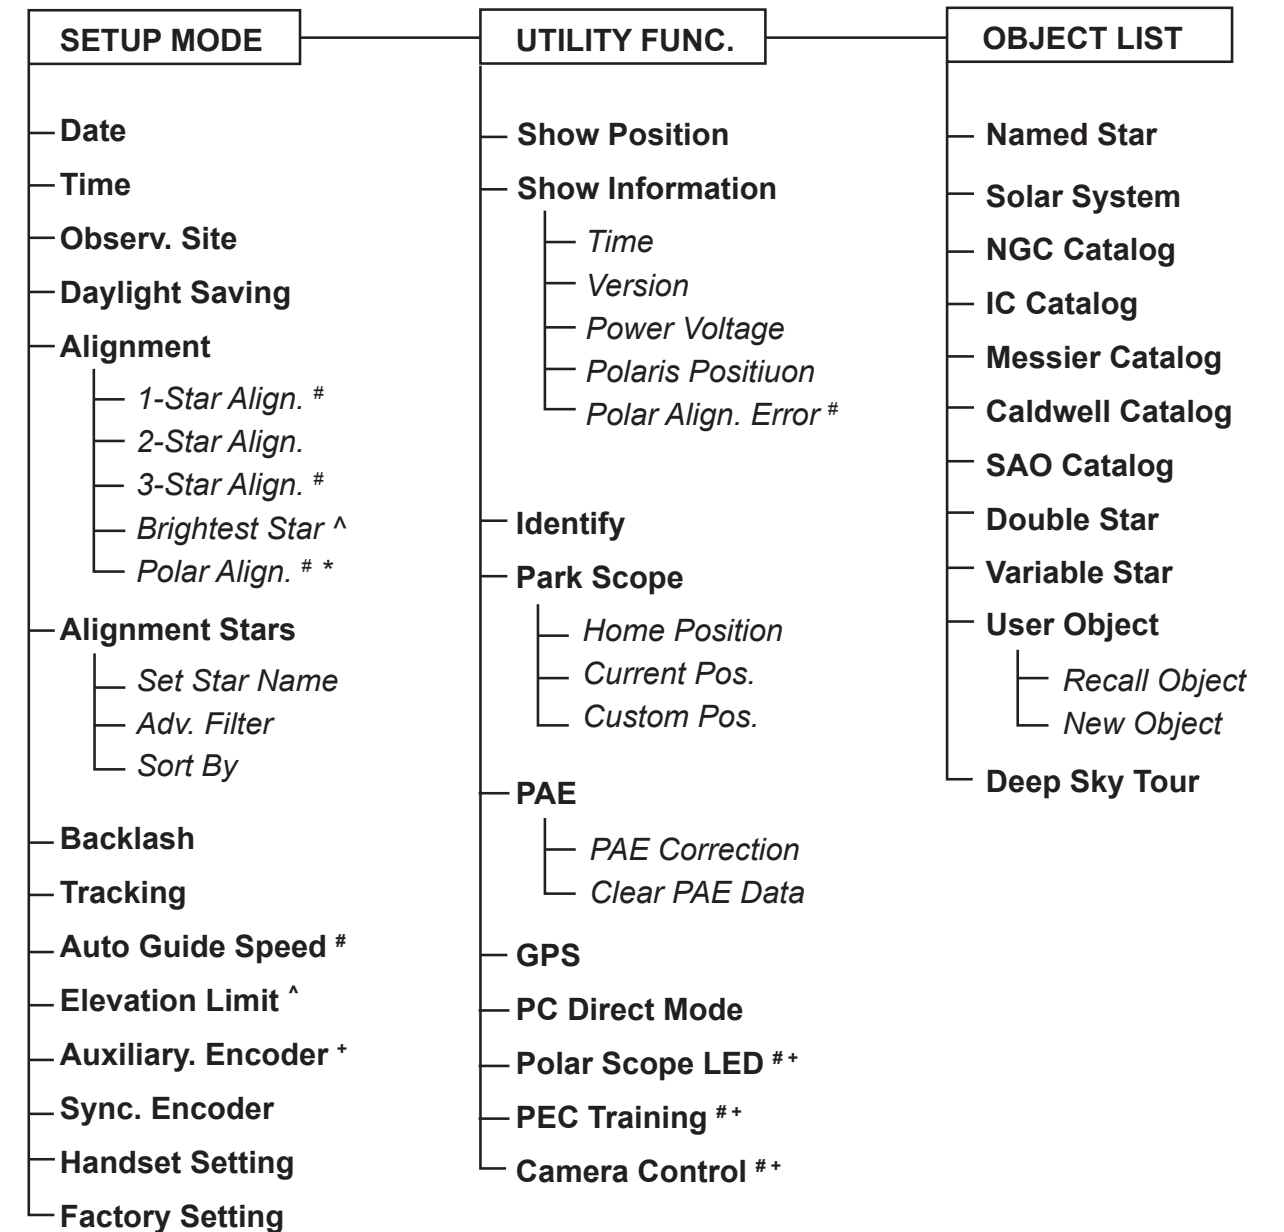 SETUP MODE
Date
Time
Observ. Site
Daylight Saving
Alignment
1-Star Align. #
2-Star Align.
3-Star Align. #
Brightest Star ^
Polar Align. # *
Alignment Stars
Set Star Name
Adv. Filter
Sort By
Backlash
Tracking
Auto Guide Speed #
Elevation Limit ^
Auxiliary. Encoder +
Sync. Encoder
Handset Setting
Factory Setting
UTILITY FUNC.
Show Position
Show Information
Time
Version
Power Voltage
Polaris Positiuon
Polar Align. Error #
Identify
Park Scope
Home Position
Current Pos.
Custom Pos.
PAE
PAE Correction
Clear PAE Data
GPS
PC Direct Mode
Polar Scope LED # +
PEC Training # +
Camera Control # +
OBJECT LIST
Named Star
Solar System
NGC Catalog
IC Catalog
Messier Catalog
Caldwell Catalog
SAO Catalog
Double Star
Variable Star
User Object
Recall Object
New Object
Deep Sky Tour